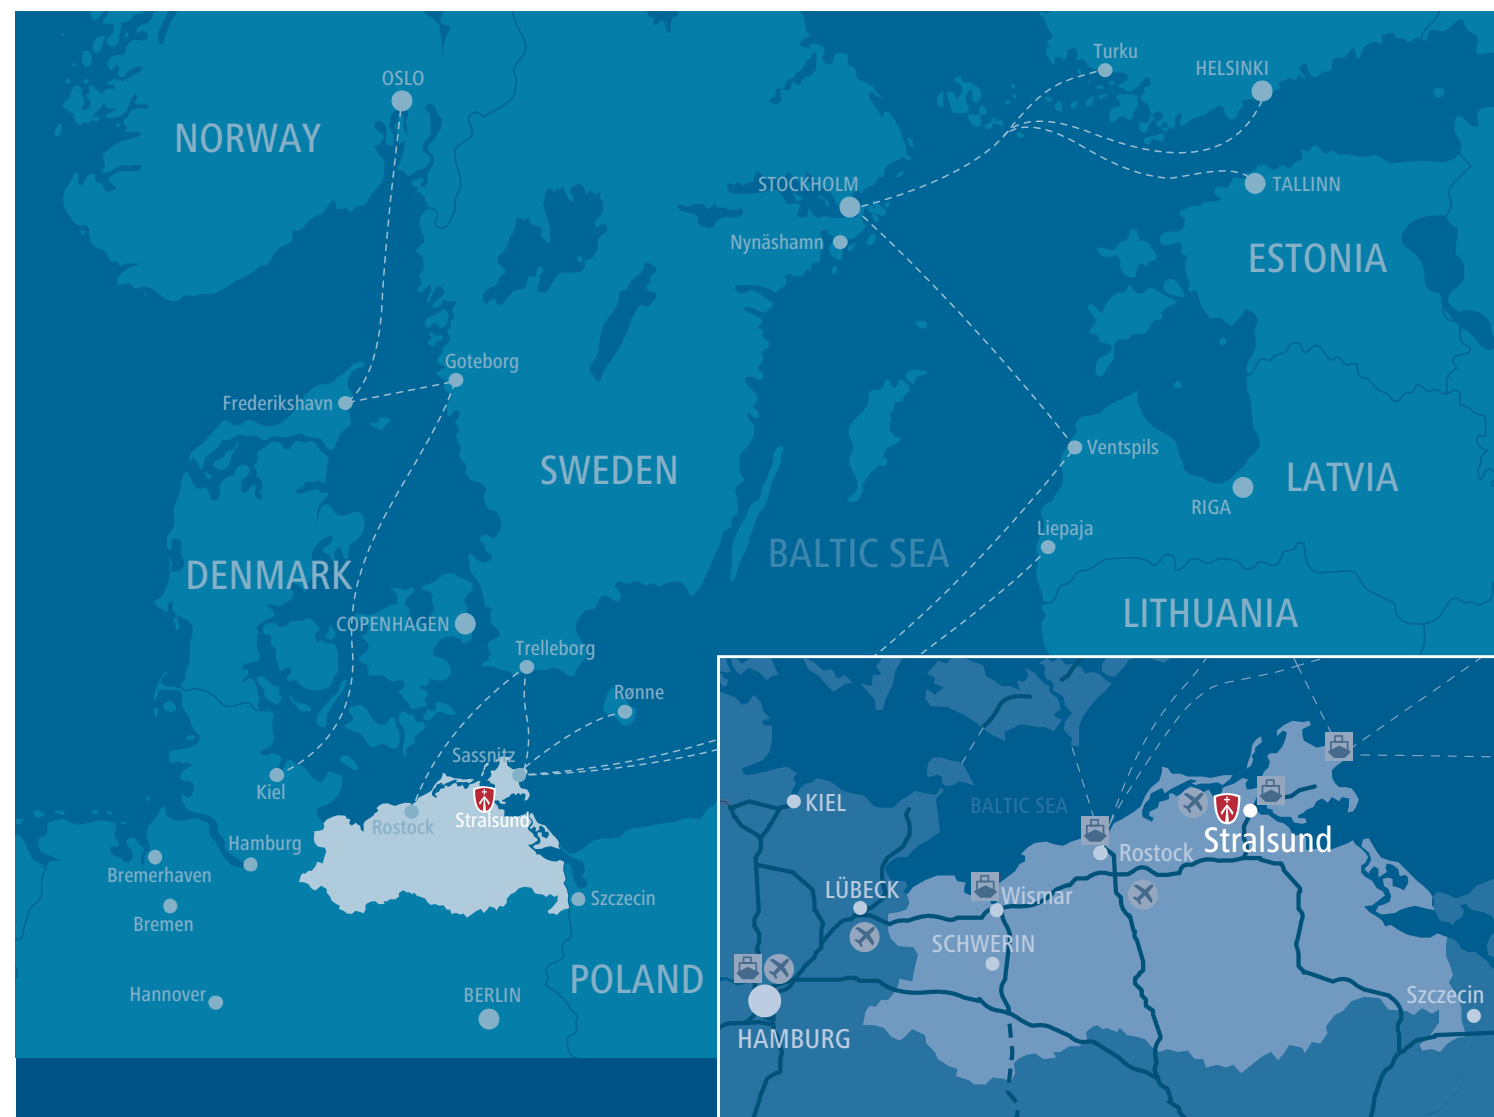 Turku
OSLO
HELSINKI
NORWAY
STOCKHOLM
TALLINN
Nynäshamn
ESTONIA
Goteborg
Frederikshavn
Ventspils
SWEDEN
LATVIA
RIGA
Liepaja
BALTIC SEA
DENMARK
LITHUANIA
COPENHAGEN
Trelleborg
Rønne
Sassnitz
Kiel
Stralsund
Rostock
Hamburg
Bremerhaven
Szczecin
Bremen
POLAND
Hannover
BERLIN
KIEL
BALTIC SEA
Stralsund
Rostock
LÜBECK
Wismar
SCHWERIN
Szczecin
HAMBURG